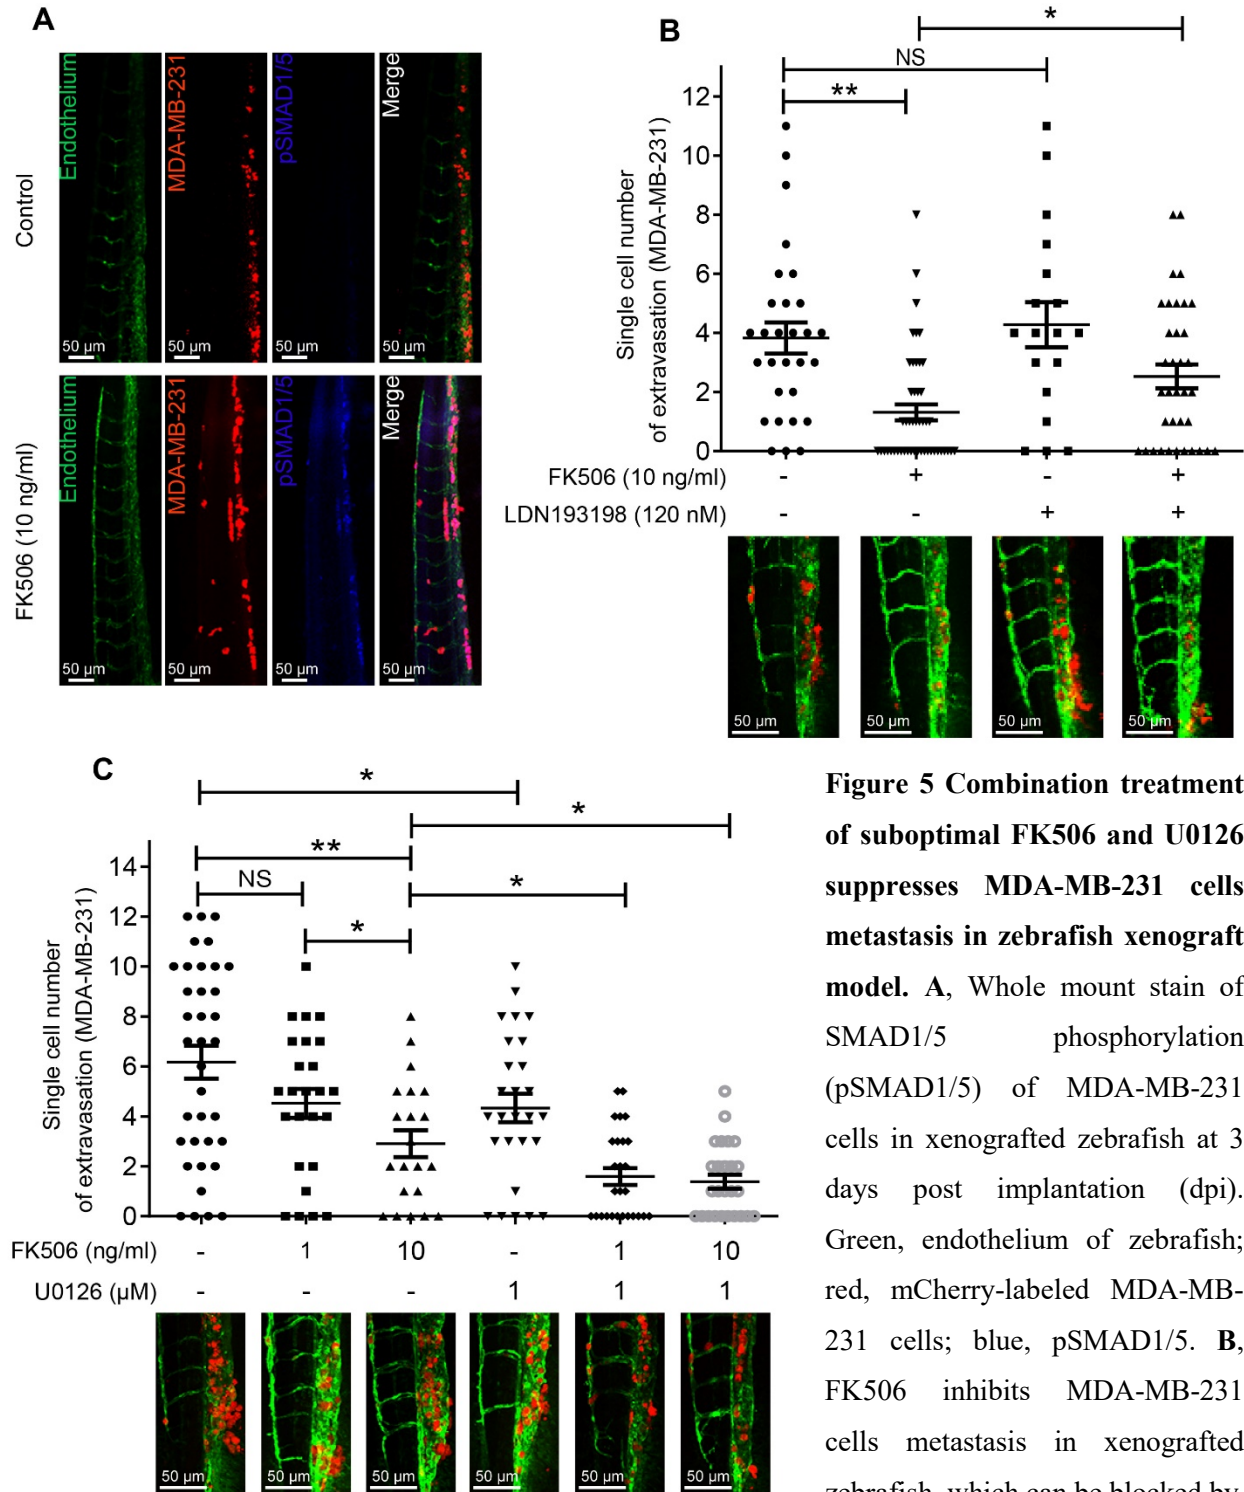 A
Endothelium
MDA-MB-231
pSMAD1/5
Merge
Control
50 µm
50 µm
50 µm
50 µm
Endothelium
MDA-MB-231
pSMAD1/5
Merge
FK506 (10 ng/ml)
50 µm
50 µm
50 µm
50 µm
B
*
NS
**
Single cell number
of extravasation (MDA-MB-231)
12
10
8
6
4
2
0
FK506 (10 ng/ml) - + - +
LDN193198 (120 nM) - - + +
50 µm
50 µm
50 µm
50 µm
C
*
*
**
NS
*
*
Single cell number
of extravasation (MDA-MB-231)
14
12
10
8
6
4
2
0
FK506 (ng/ml) - 1 10 - 1 10
U0126 (µM) - - - 1 1 1
50 µm
50 µm
50 µm
50 µm
50 µm
50 µm
Figure 5 Combination treatment
of suboptimal FK506 and U0126
suppresses MDA-MB-231 cells
metastasis in zebrafish xenograft
model. A, Whole mount stain of
SMAD1/5 phosphorylation
(pSMAD1/5) of MDA-MB-231
cells in xenografted zebrafish at 3
days post implantation (dpi).
Green, endothelium of zebrafish;
red, mCherry-labeled MDA-MB-
231 cells; blue, pSMAD1/5. B,
FK506 inhibits MDA-MB-231
cells metastasis in xenografted
zebrafish, which can be blocked by